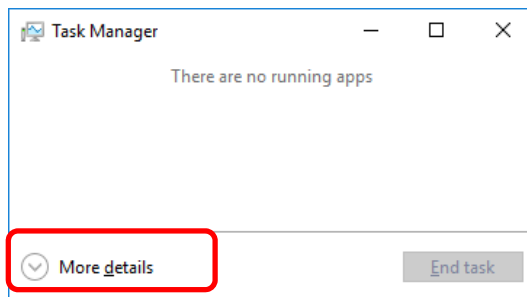 Task Manager
There are no running apps
More details
End task